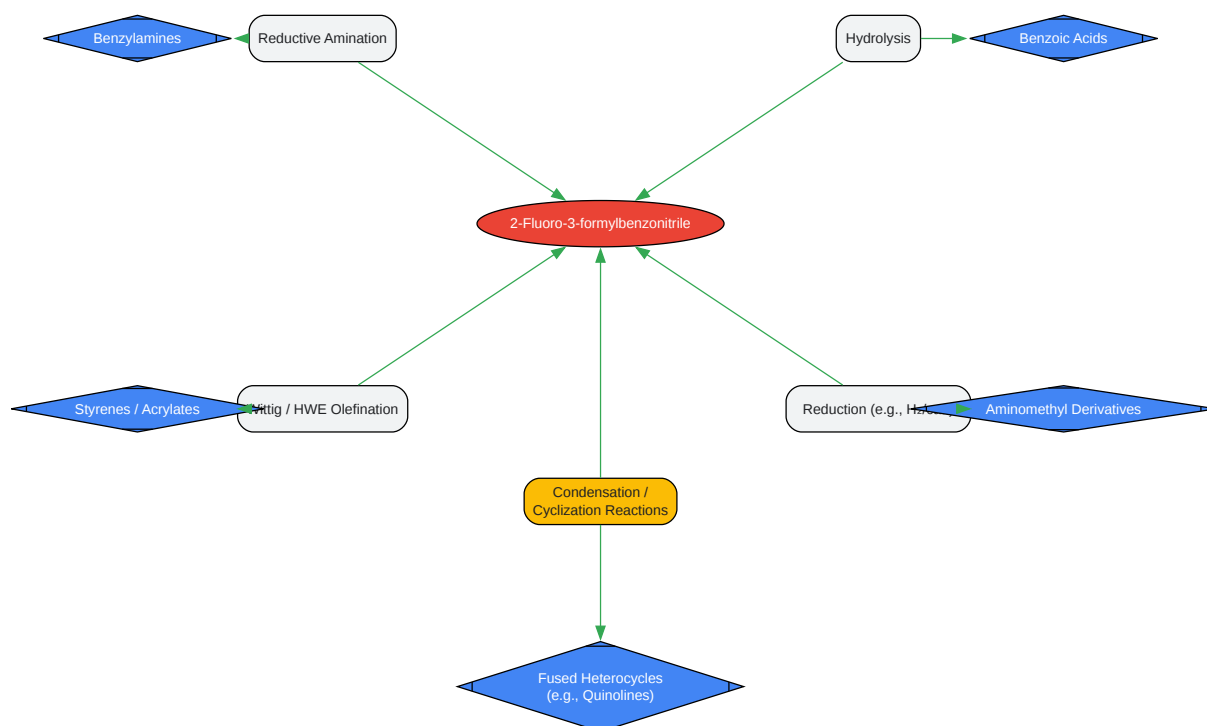 Benzylamines
Reductive Amination
Hydrolysis
Benzoic Acids
2-Fluoro-3-formylbenzonitrile
Styrenes / Acrylates
/ HWE Olefination
Reduction (e.g.,
Aminomethyl Derivatives
Condensation /
Cyclization Reactions
Fused Heterocycles
(e.g., Quinolines)